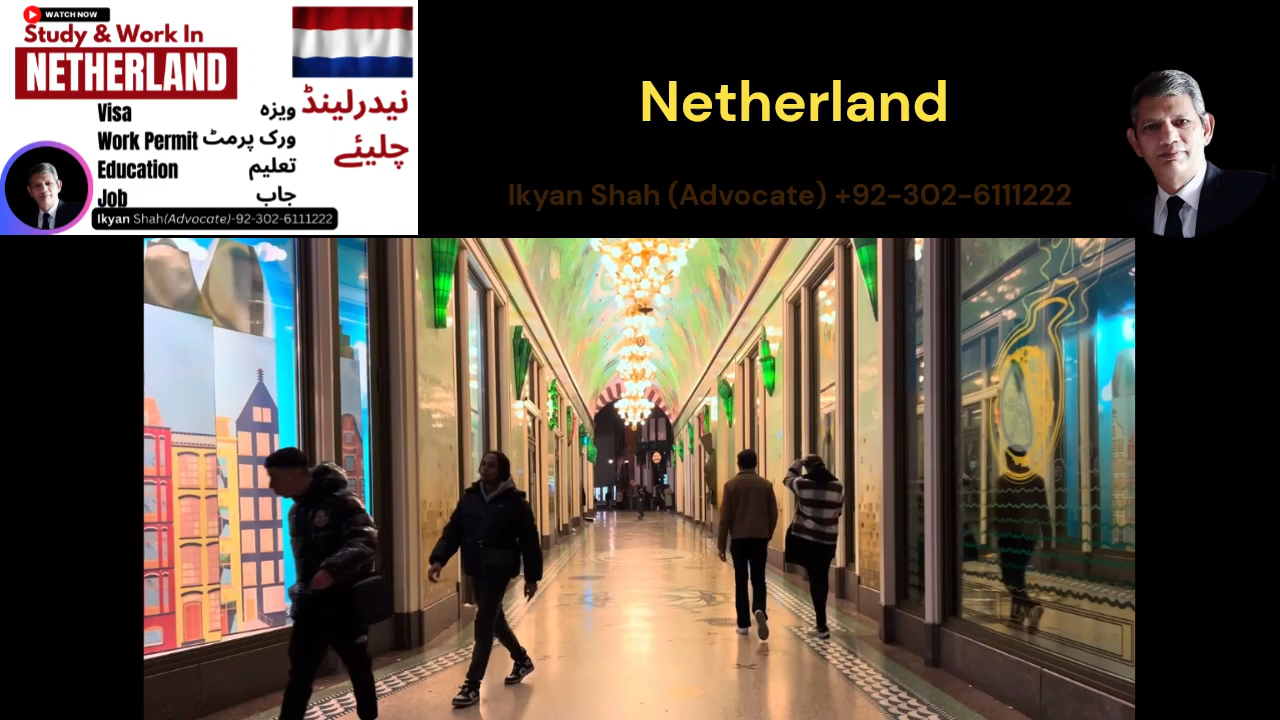 WATCH NOW
Study & Work In
NETHERLAND
نیدرلینڈ
چلیئے
Visa ویزہ
Work Permit ورک پرمٹ
Education تعلیم
Job جاب
Ikyan Shah(Advocate)-92-302-6111222
Netherland
Ikyan Shah (Advocate) +92-302-6111222